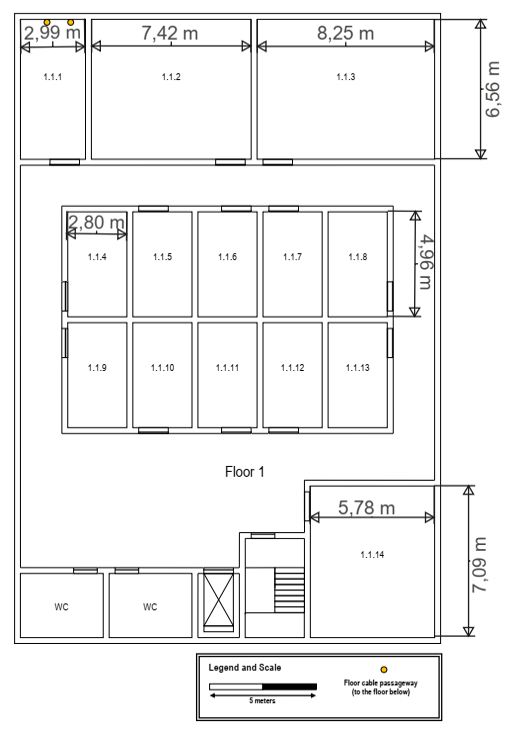 2,99 m
7,42 m
8,25 m
1.1.1
1.1.2
1.1.3
6,56 m
2,80 m
1.1.4
1.1.5
1.1.6
1.1.7
1.1.8
4,96 m
1.1.9
1.1.10
1.1.11
1.1.12
1.1.13
Floor 1
5,78 m
1.1.14
7,09 m
WC
WC
Legend and Scale
5 meters
Floor cable passageway
(to the floor below)